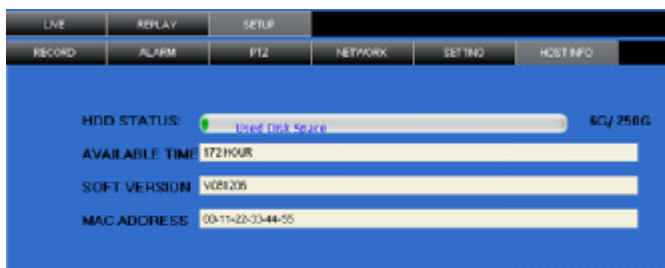 LIVE REPLAY SETUP
RECORD ALARM PTZ NETWORK SETTING HOST INFO
HDD STATUS: Used Disk Space 6G/ 250G
AVAILABLE TIME 172 HOUR
SOFT VERSION V081206
MAC ADDRESS 00-11-22-33-44-55